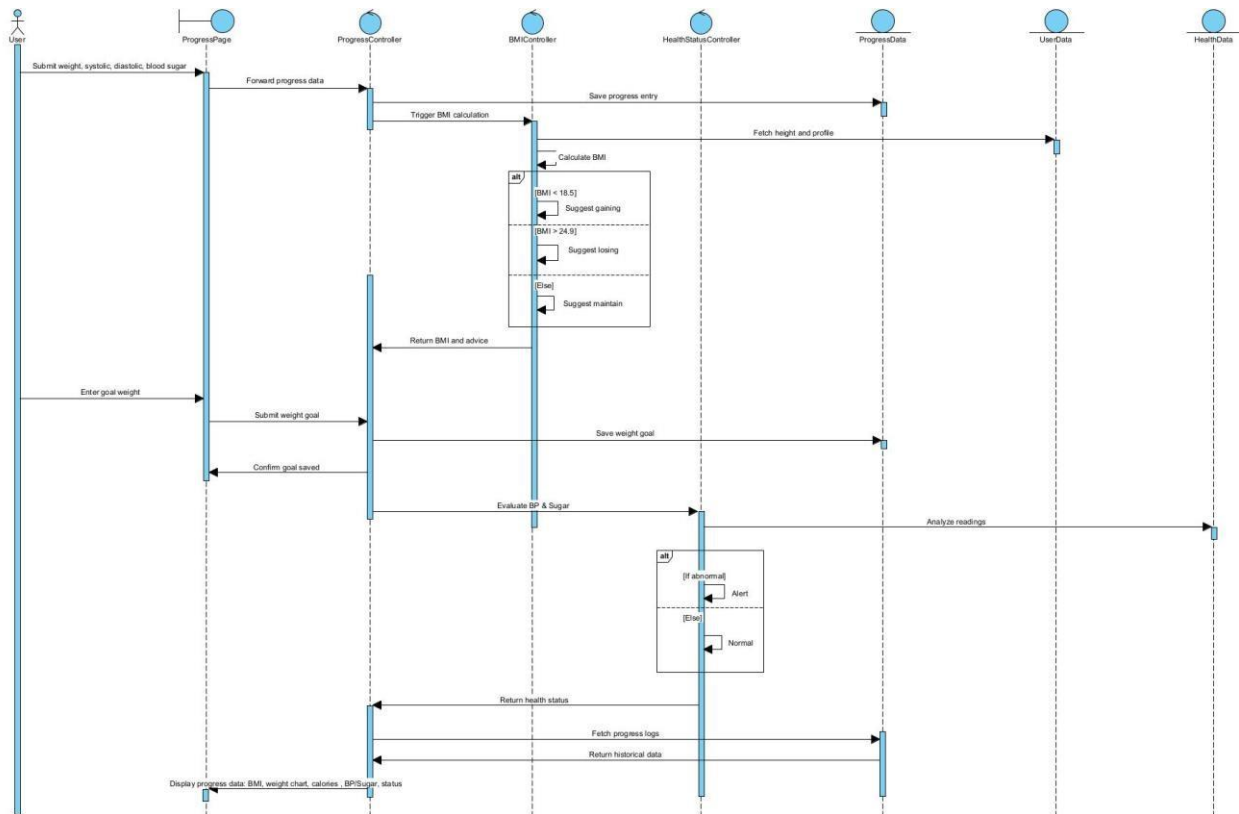 User
ProgressPage
ProgressController
BMIController
HealthStatusController
ProgressData
UserData
HealthData
Submit weight, systolic, diastolic, blood sugar
Forward progress data
Save progress entry
Trigger BMI calculation
Fetch height and profile
Calculate BMI
alt
[BMI < 18.5]
Suggest gaining
[BMI > 24.9]
Suggest losing
[Else]
Suggest maintain
Return BMI and advice
Enter goal weight
Submit weight goal
Save weight goal
Confirm goal saved
Evaluate BP & Sugar
Analyze readings
alt
[If abnormal]
Alert
[Else]
Normal
Return health status
Fetch progress logs
Return historical data
Display progress data: BMI, weight chart, calories , BP/Sugar, status